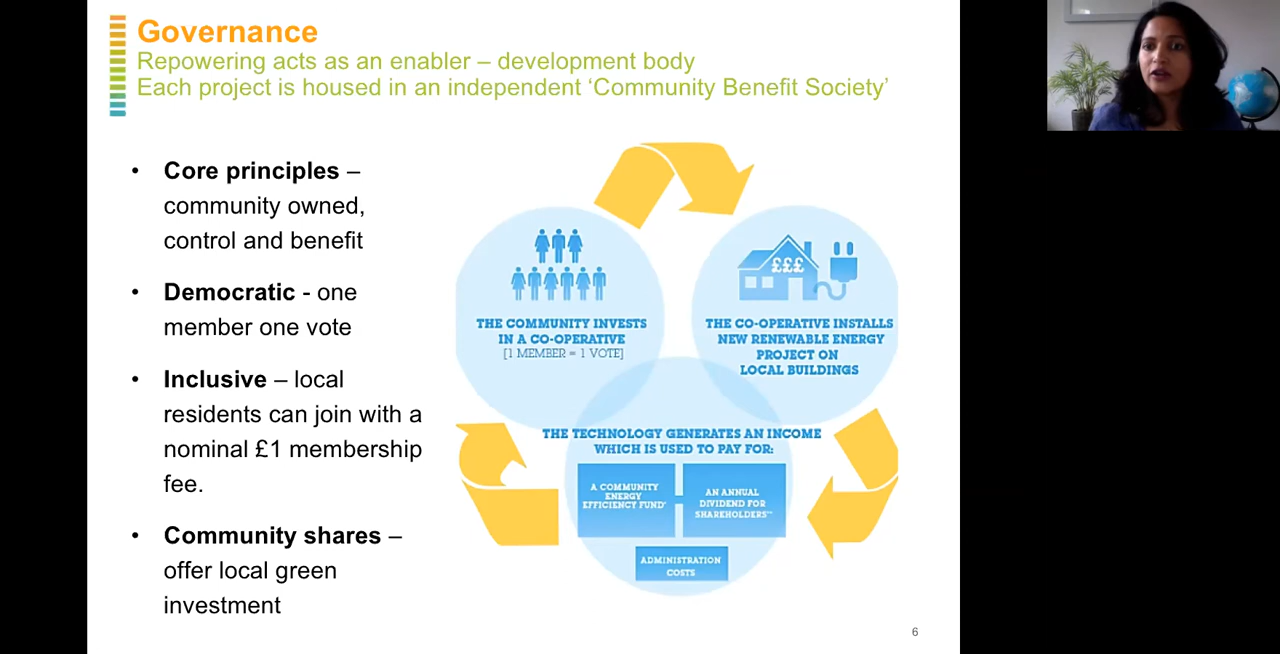 Governance
Repowering acts as an enabler – development body
Each project is housed in an independent ‘Community Benefit Society’
• Core principles –
community owned,
control and benefit
• Democratic - one
member one vote
• Inclusive – local
residents can join with a
nominal £1 membership
fee.
• Community shares –
offer local green
investment
THE COMMUNITY INVESTS
IN A CO-OPERATIVE
[1 MEMBER = 1 VOTE]
£££
THE CO-OPERATIVE INSTALLS
NEW RENEWABLE ENERGY
PROJECT ON
LOCAL BUILDINGS
THE TECHNOLOGY GENERATES AN INCOME
WHICH IS USED TO PAY FOR:
A COMMUNITY
ENERGY
EFFICIENCY FUND*
AN ANNUAL
DIVIDEND FOR
SHAREHOLDERS**
ADMINISTRATION
COSTS
6